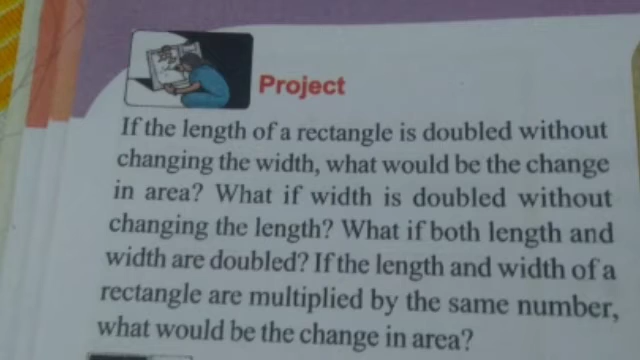 Project
If the length of a rectangle is doubled without
changing the width, what would be the change
in area? What if width is doubled without
changing the length? What if both length and
width are doubled? If the length and width of a
rectangle are multiplied by the same number,
what would be the change in area?